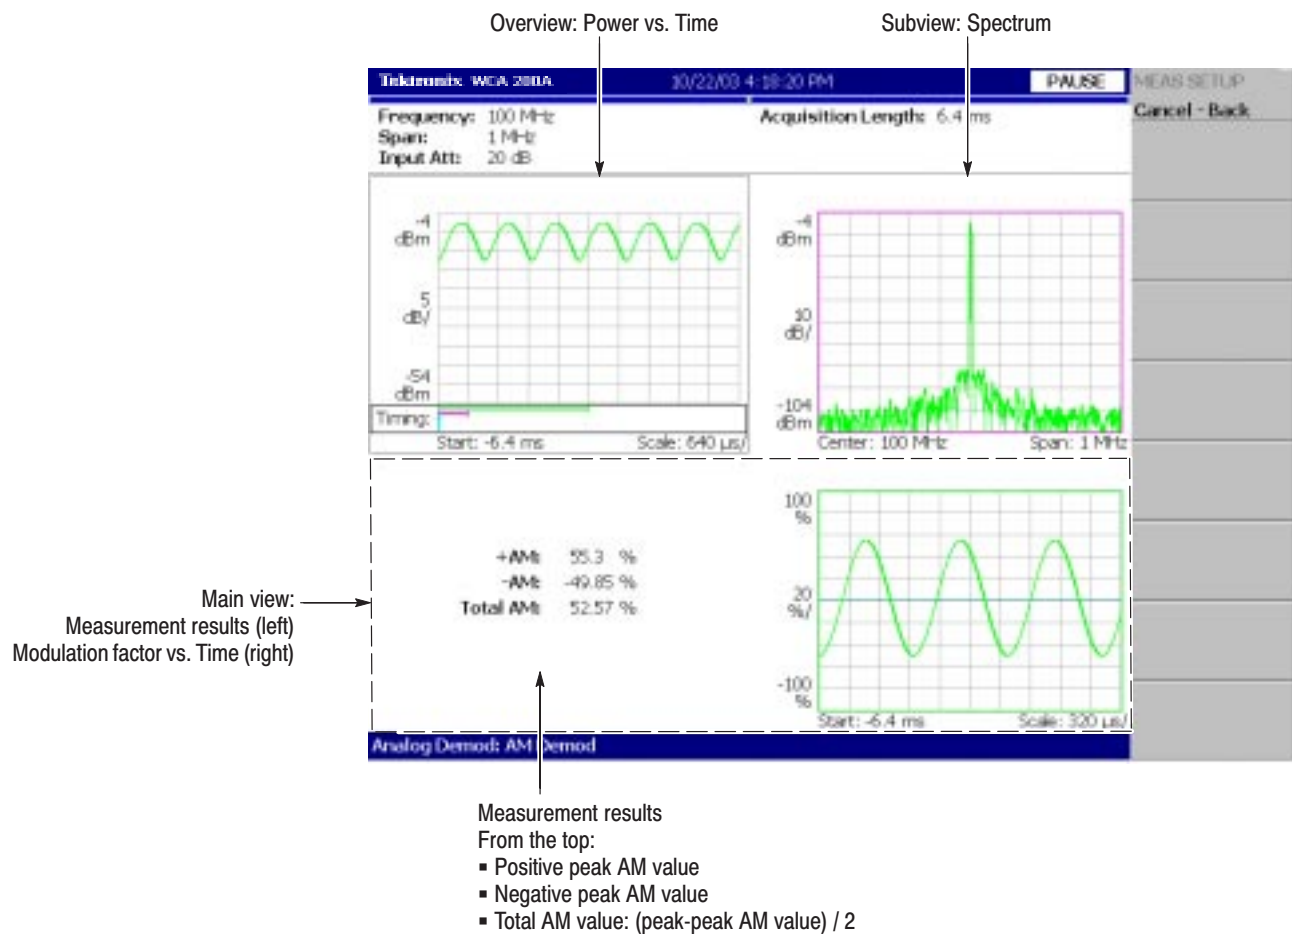 Overview: Power vs. Time
Subview: Spectrum
Tektronix WCA 200A
10/22/03 4:18:20 PM
PAUSE
MEAS SETUP
Cancel - Back
Frequency: 100 MHz
Span: 1 MHz
Input Att: 20 dB
Acquisition Length: 6.4 ms
-4
dBm
5
dB/
-54
dBm
Timing:
Start: -6.4 ms
Scale: 640 µs/
-4
dBm
10
dB/
-104
dBm
Center: 100 MHz
Span: 1 MHz
+AM: 55.3 %
-AM: -49.85 %
Total AM: 52.57 %
100
%
20
%/
-100
%
Start: -6.4 ms
Scale: 320 µs/
Main view:
Measurement results (left)
Modulation factor vs. Time (right)
Analog Demod: AM Demod
Measurement results
From the top:
▪ Positive peak AM value
▪ Negative peak AM value
▪ Total AM value: (peak-peak AM value) / 2